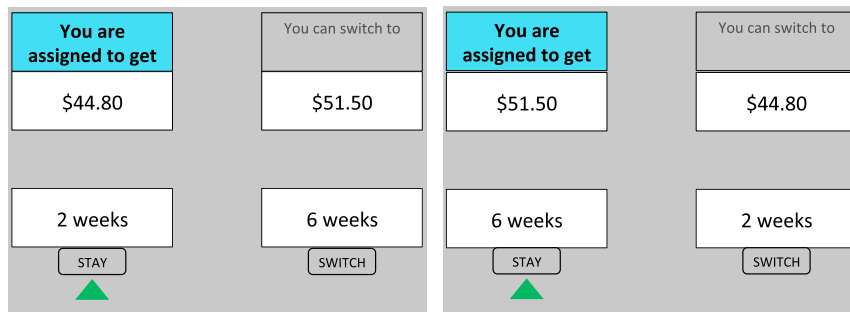 You are
assigned to get
You can switch to
$44.80
$51.50
2 weeks
6 weeks
STAY
SWITCH
You are
assigned to get
You can switch to
$51.50
$44.80
6 weeks
2 weeks
STAY
SWITCH